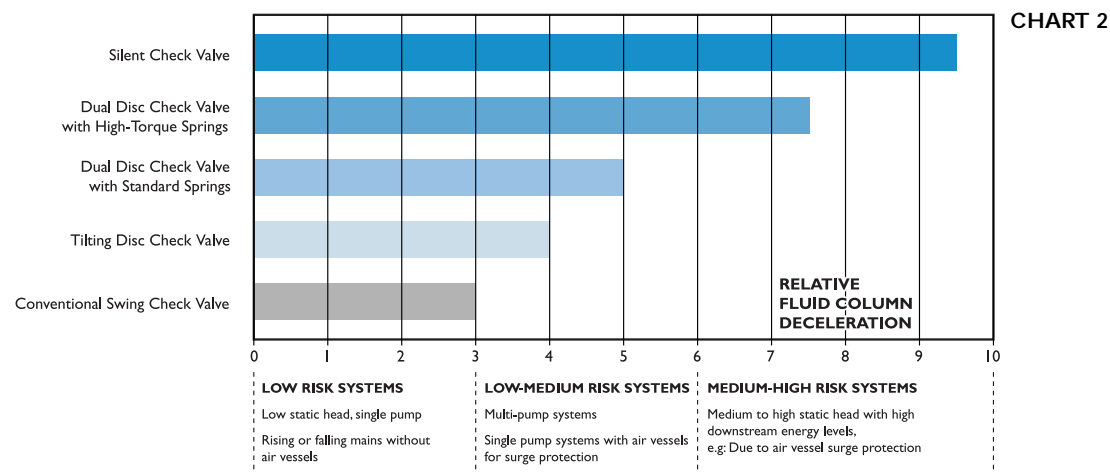 CHART 2
Silent Check Valve
Dual Disc Check Valve
with High-Torque Springs
Dual Disc Check Valve
with Standard Springs
Tilting Disc Check Valve
Conventional Swing Check Valve
RELATIVE
FLUID COLUMN
DECELERATION
0 1 2 3 4 5 6 7 8 9 10
LOW RISK SYSTEMS
Low static head, single pump
Rising or falling mains without
air vessels
LOW-MEDIUM RISK SYSTEMS
Multi-pump systems
Single pump systems with air vessels
for surge protection
MEDIUM-HIGH RISK SYSTEMS
Medium to high static head with high
downstream energy levels,
e.g: Due to air vessel surge protection